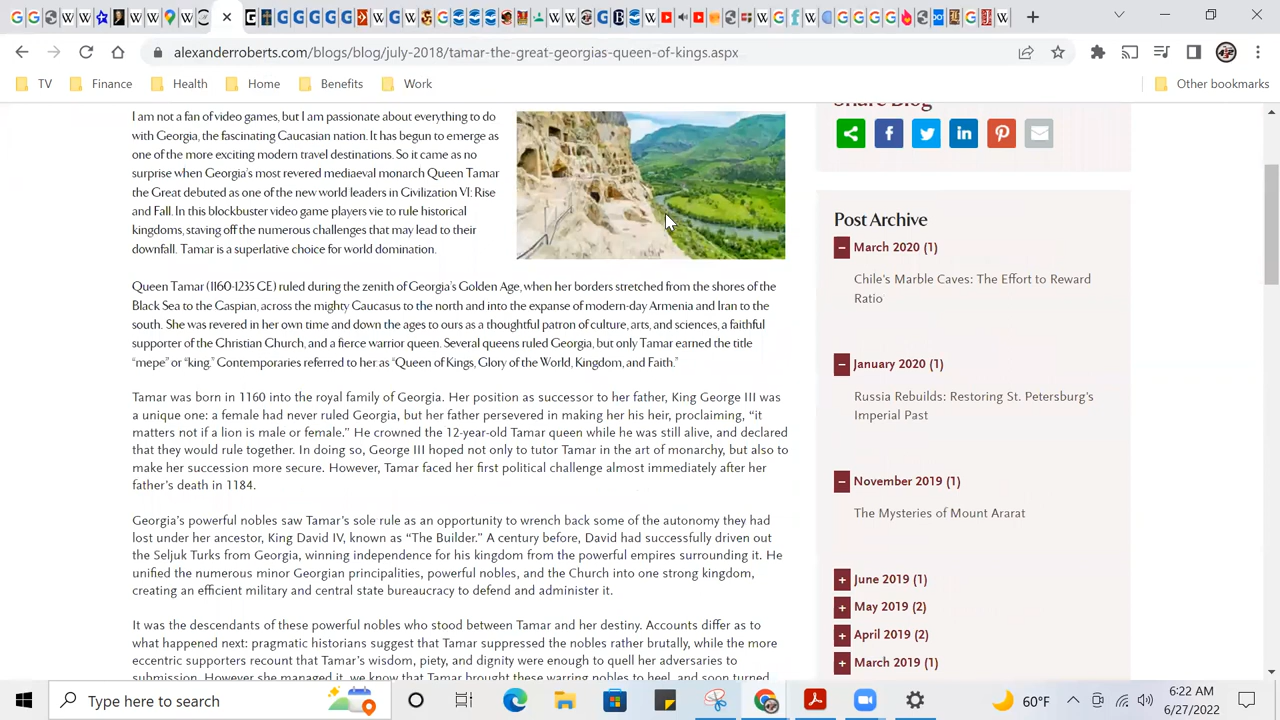 alexanderroberts.com/blogs/blog/july-2018/tamar-the-great-georgias-queen-of-kings.aspx
TV
Finance
Health
Home
Benefits
Work
Other bookmarks
I am not a fan of video games, but I am passionate about everything to do
with Georgia, the fascinating Caucasian nation. It has begun to emerge as
one of the more exciting modern travel destinations. So it came as no
surprise when Georgia's most revered mediaeval monarch Queen Tamar
the Great debuted as one of the new world leaders in Civilization VI: Rise
and Fall. In this blockbuster video game players vie to rule historical
kingdoms, staving off the numerous challenges that may lead to their
downfall. Tamar is a superlative choice for world domination.
Queen Tamar (1160-1235 CE) ruled during the zenith of Georgia's Golden Age, when her borders stretched from the shores of the
Black Sea to the Caspian, across the mighty Caucasus to the north and into the expanse of modern-day Armenia and Iran to the
south. She was revered in her own time and down the ages to ours as a thoughtful patron of culture, arts, and sciences, a faithful
supporter of the Christian Church, and a fierce warrior queen. Several queens ruled Georgia, but only Tamar earned the title
"mepe" or "king." Contemporaries referred to her as "Queen of Kings, Glory of the World, Kingdom, and Faith."
Tamar was born in 1160 into the royal family of Georgia. Her position as successor to her father, King George III was
a unique one: a female had never ruled Georgia, but her father persevered in making her his heir, proclaiming, "it
matters not if a lion is male or female." He crowned the 12-year-old Tamar queen while he was still alive, and declared
that they would rule together. In doing so, George III hoped not only to tutor Tamar in the art of monarchy, but also to
make her succession more secure. However, Tamar faced her first political challenge almost immediately after her
father's death in 1184.
Georgia's powerful nobles saw Tamar's sole rule as an opportunity to wrench back some of the autonomy they had
lost under her ancestor, King David IV, known as "The Builder." A century before, David had successfully driven out
the Seljuk Turks from Georgia, winning independence for his kingdom from the powerful empires surrounding it. He
unified the numerous minor Georgian principalities, powerful nobles, and the Church into one strong kingdom,
creating an efficient military and central state bureaucracy to defend and administer it.
It was the descendants of these powerful nobles who stood between Tamar and her destiny. Accounts differ as to
what happened next: pragmatic historians suggest that Tamar suppressed the nobles rather brutally, while the more
eccentric supporters recount that Tamar's wisdom, piety, and dignity were enough to quell her adversaries to
submission. However she managed it, we know that Tamar brought these warring nobles to heel, and soon turned
Share Blog
Post Archive
March 2020 (1)
Chile's Marble Caves: The Effort to Reward
Ratio
January 2020 (1)
Russia Rebuilds: Restoring St. Petersburg's
Imperial Past
November 2019 (1)
The Mysteries of Mount Ararat
June 2019 (1)
May 2019 (2)
April 2019 (2)
March 2019 (1)
Type here to search
60°F
6:22 AM
6/27/2022